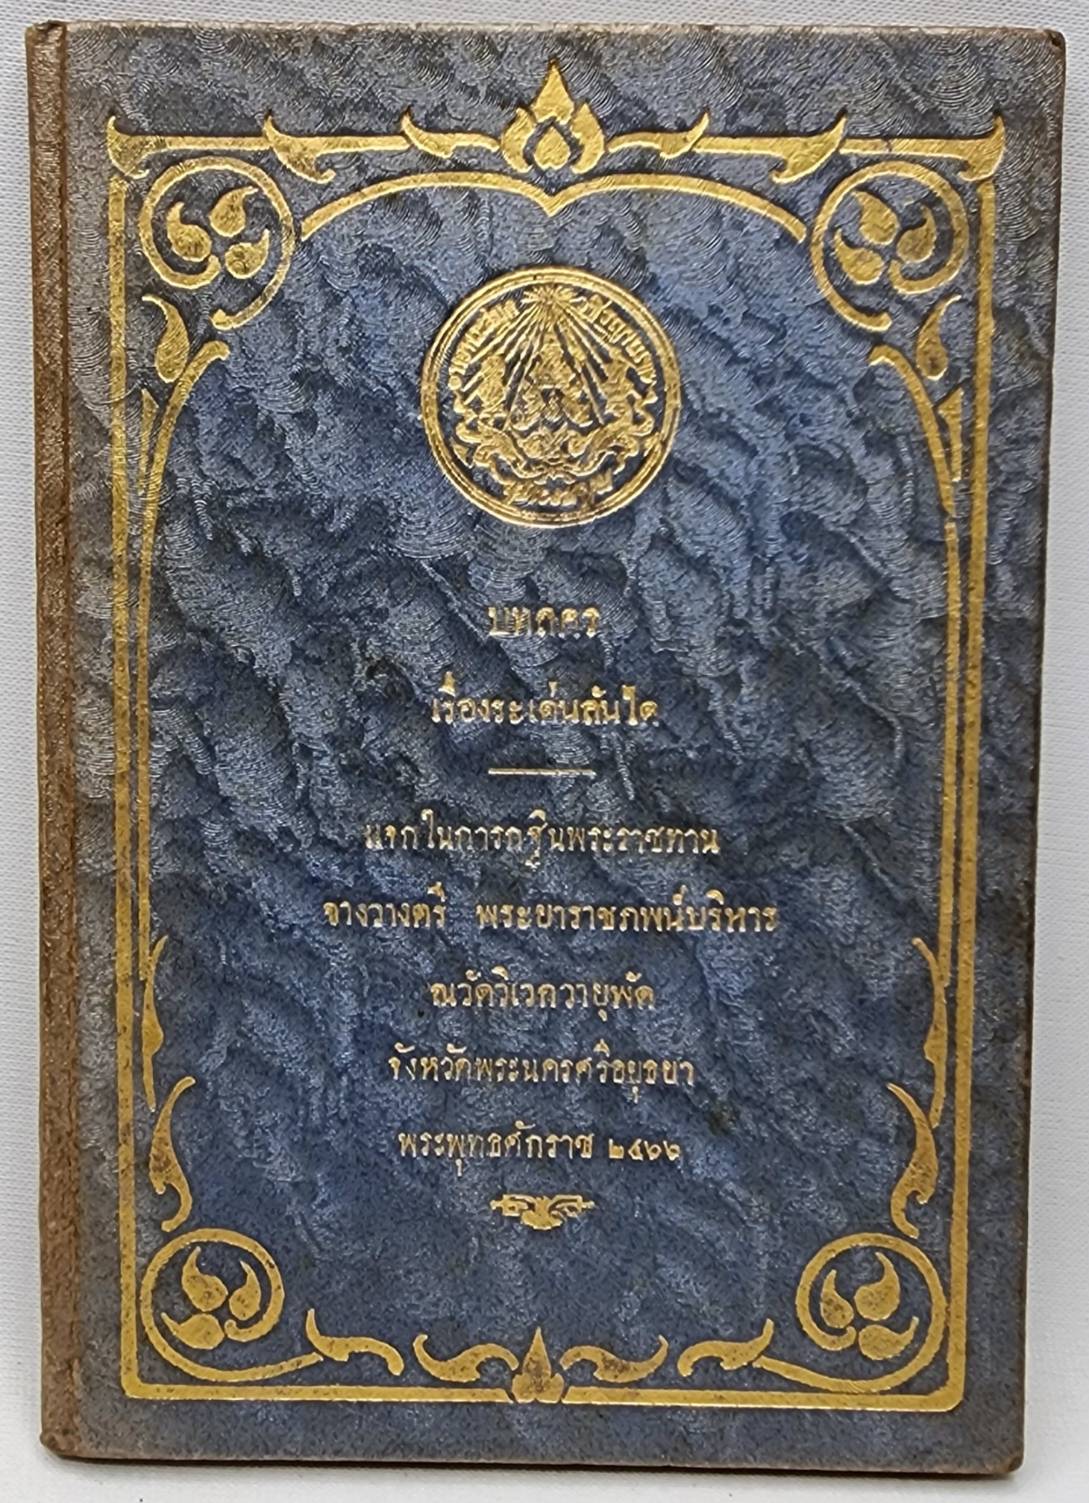 บทลคร
เรื่องระเด่นลันได
แจกในการกฐินพระราชทาน
จางวางตรี พระยาราชภพน์บริหาร
ณวัดวิเวควายุพัด
จังหวัดพระนครศรีอยุธยา
พระพุทธศักราช ๒๔๖๖